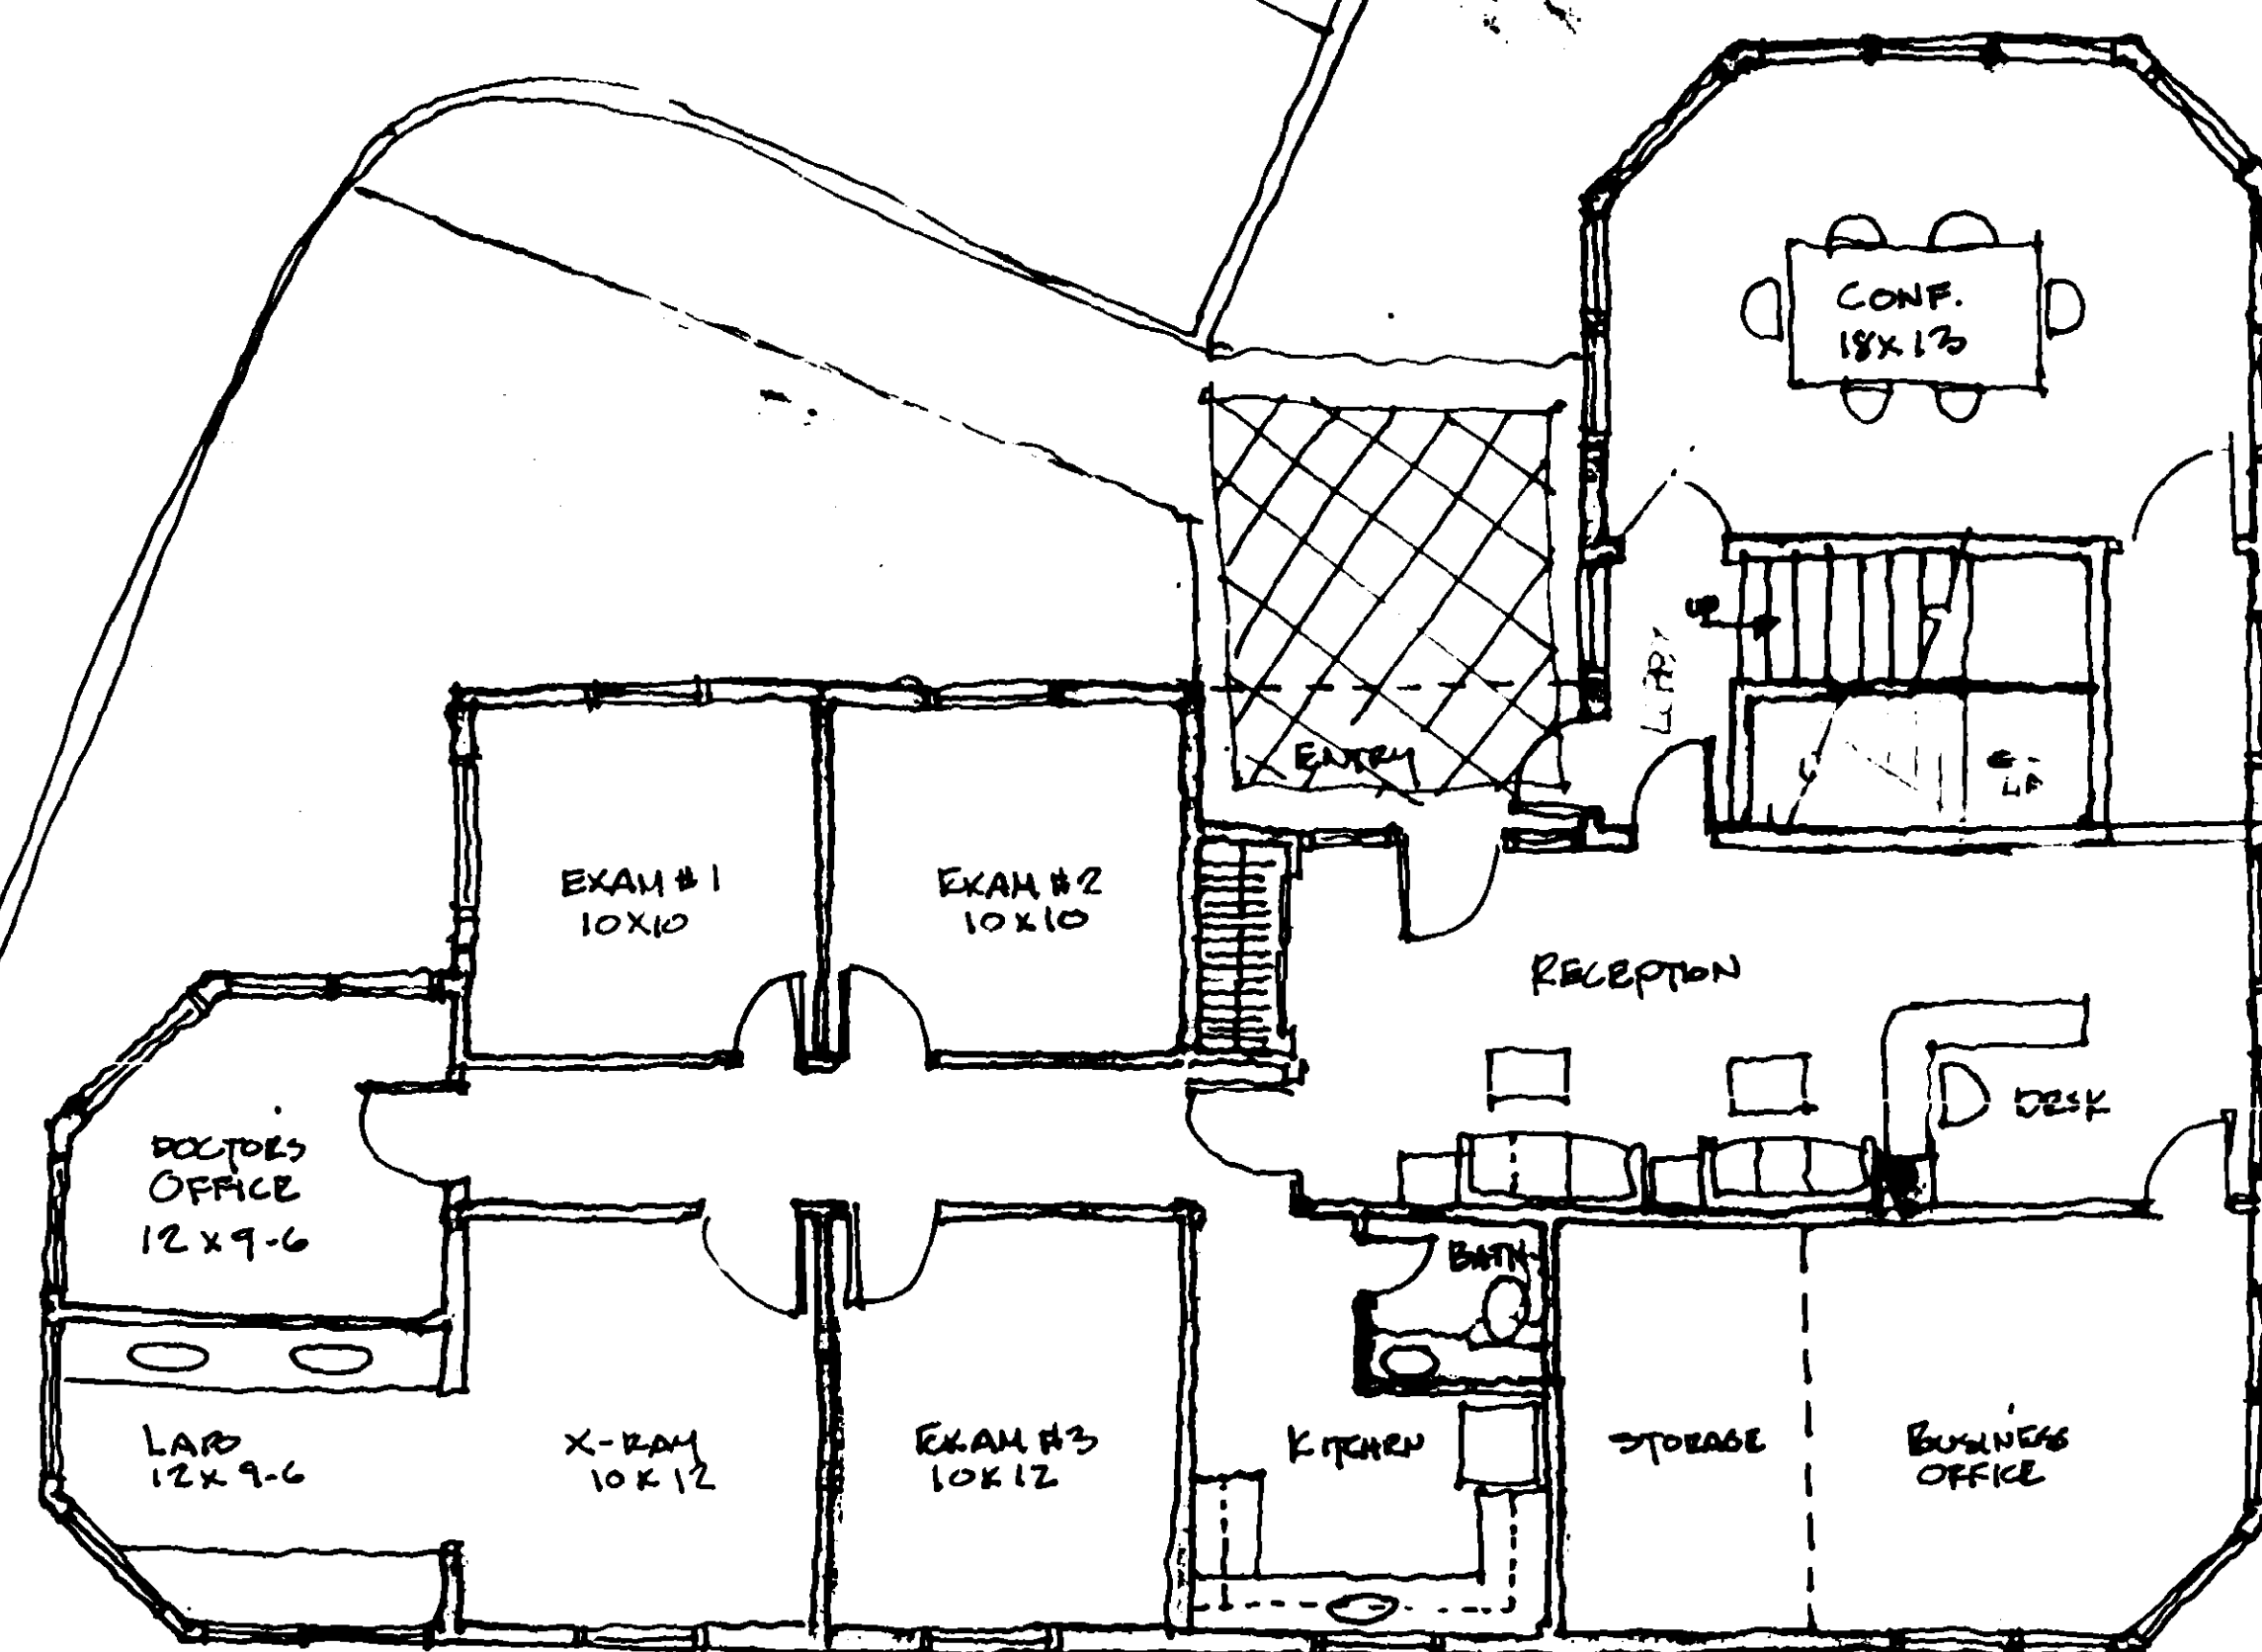 CONF.
18X13
UP
ENTRY
EXAM #1
10X10
EXAM #2
10X10
RECEPTION
DESK
DOCTORS
OFFICE
12X9-6
BATH
LAB
12X9-6
X-RAY
10X12
EXAM #3
10X12
KITCHEN
STORAGE
BUSINESS
OFFICE